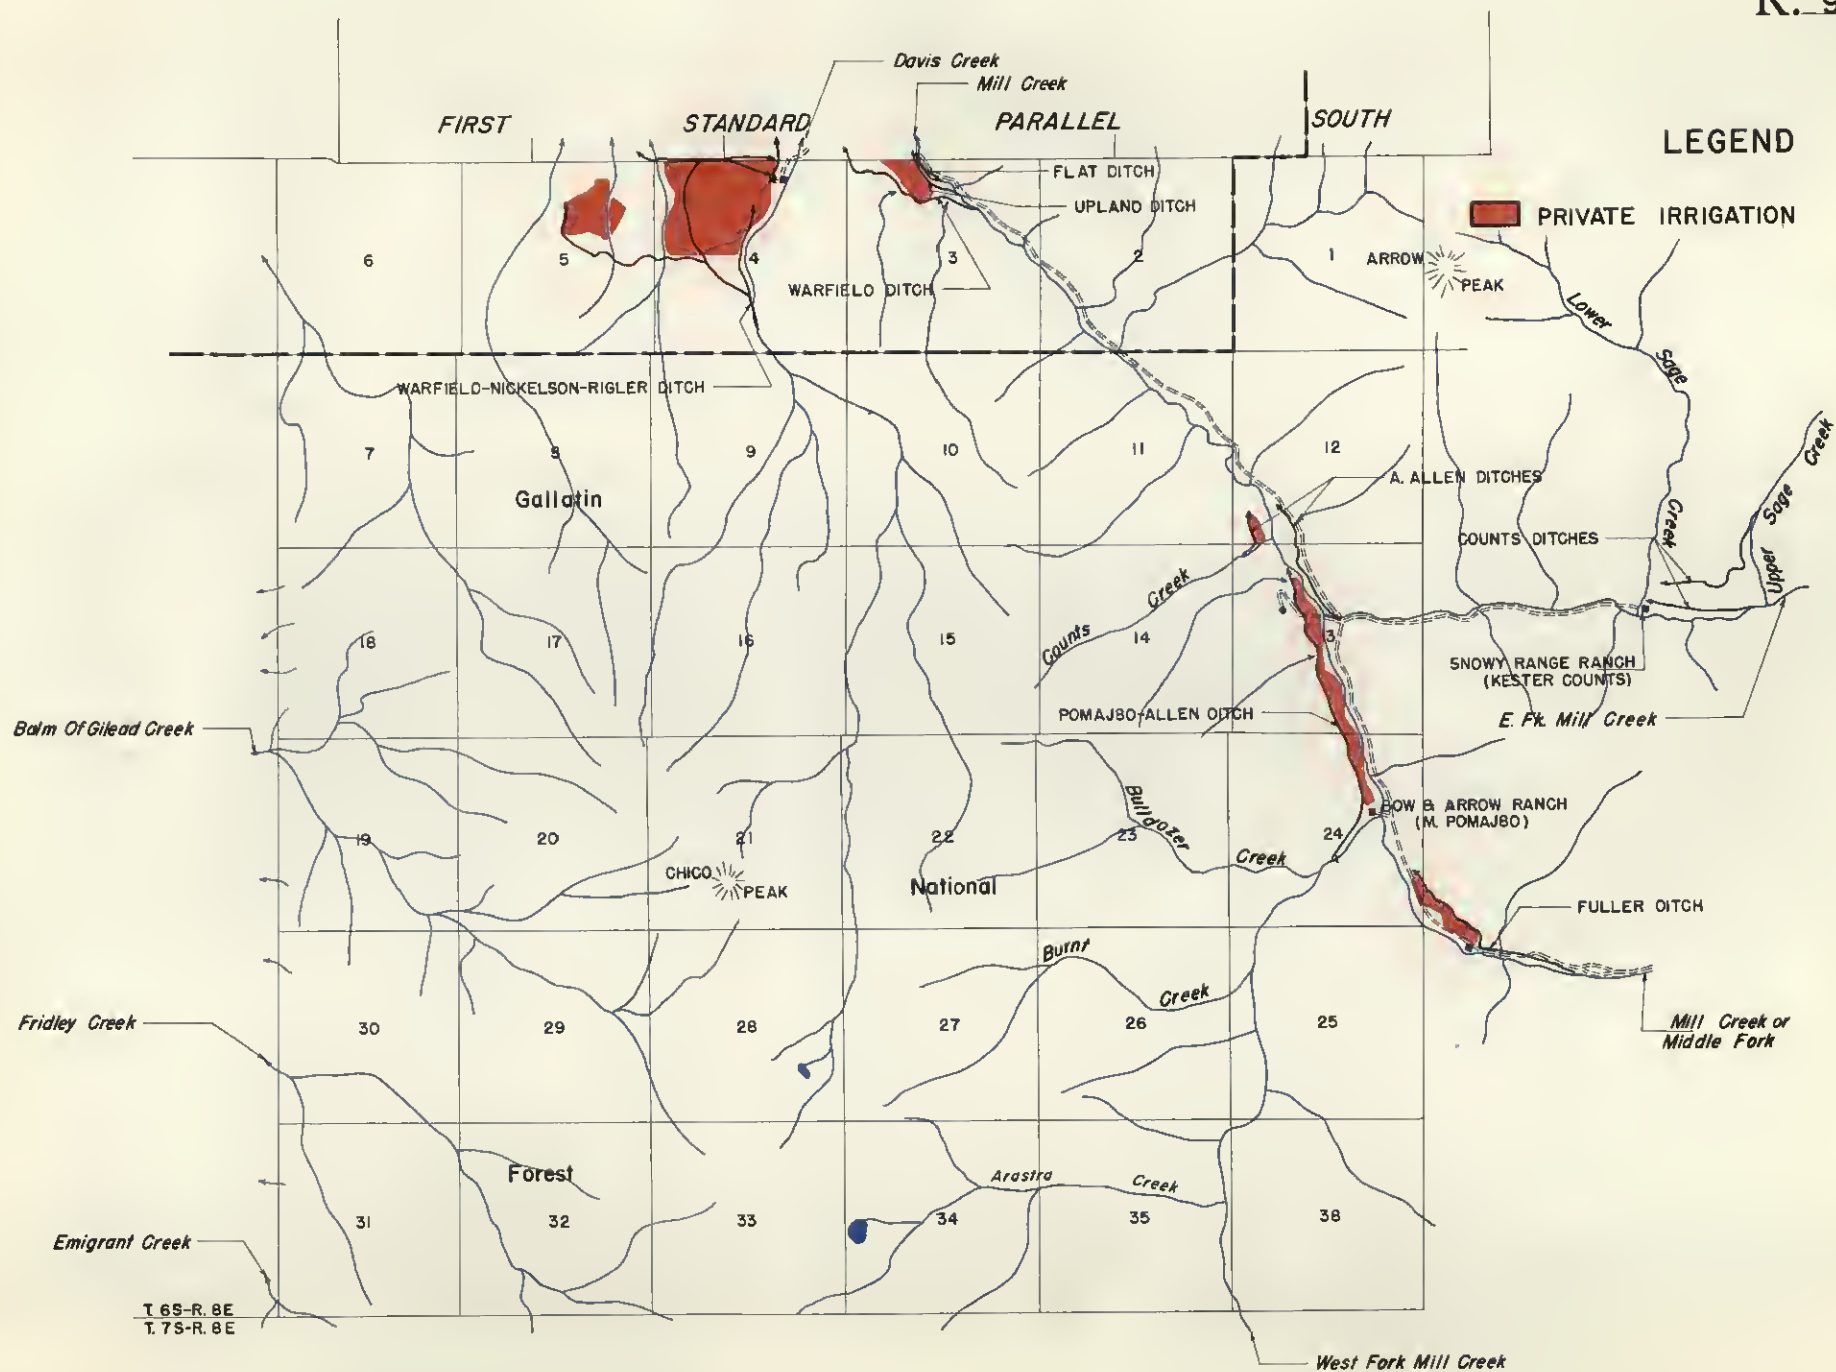 R. 9
Davis Creek
Mill Creek
FIRST STANDARD PARALLEL SOUTH
LEGEND
PRIVATE IRRIGATION
FLAT DITCH
UPLAND DITCH
6
5
4
3
2
1
ARROW
PEAK
WARFIELD DITCH
Lower
Sage
Creek
WARFIELD-NICKELSON-RIGLER DITCH
7
8
9
10
11
12
Gallatin
A. ALLEN DITCHES
Upper
Sage
Creek
COUNTS DITCHES
Counts
Creek
18
17
16
15
14
13
SNOWY RANGE RANCH
(KESTER COUNTS)
POMAJBO-ALLEN DITCH
E. Fk. Mill Creek
Balm Of Gilead Creek
Bulldozer
Creek
BOW & ARROW RANCH
(M. POMAJBO)
19
20
21
22
23
24
CHICO
PEAK
National
FULLER DITCH
Burnt
Creek
Fridley Creek
30
29
28
27
26
25
Mill Creek or
Middle Fork
Forest
Arastra
Creek
31
32
33
34
35
38
Emigrant Creek
T. 6S-R. 8E
T. 7S-R. 8E
West Fork Mill Creek